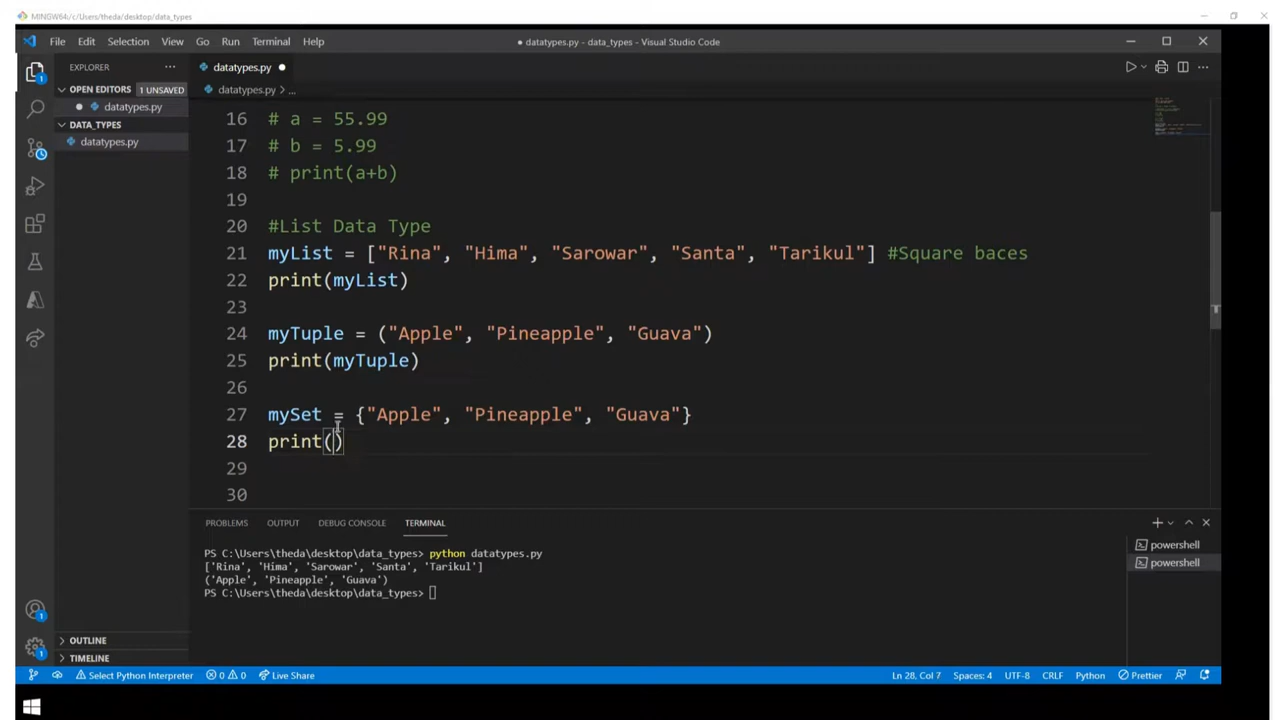 MINGW64:/c/Users/theda/desktop/data_types
File Edit Selection View Go Run Terminal Help
datatypes.py - data_types - Visual Studio Code
EXPLORER
OPEN EDITORS 1 UNSAVED
datatypes.py
DATA_TYPES
datatypes.py
OUTLINE
TIMELINE
datatypes.py
datatypes.py > ...
16 # a = 55.99
17 # b = 5.99
18 # print(a+b)
19
20 #List Data Type
21 myList = ["Rina", "Hima", "Sarowar", "Santa", "Tarikul"] #Square baces
22 print(myList)
23
24 myTuple = ("Apple", "Pineapple", "Guava")
25 print(myTuple)
26
27 mySet = {"Apple", "Pineapple", "Guava"}
28 print()
29
30
PROBLEMS OUTPUT DEBUG CONSOLE TERMINAL
PS C:\Users\theda\desktop\data_types> python datatypes.py
['Rina', 'Hima', 'Sarowar', 'Santa', 'Tarikul']
('Apple', 'Pineapple', 'Guava')
PS C:\Users\theda\desktop\data_types>
powershell
powershell
Select Python Interpreter 0 0 Live Share Ln 28, Col 7 Spaces: 4 UTF-8 CRLF Python Prettier